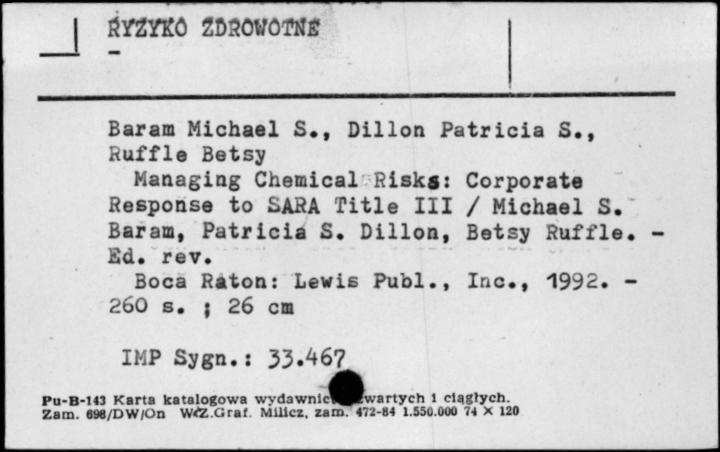 RYZYKO ZDROWOTNE
Baram Michael S., Dillon Patricia S.,
Ruffle Betsy
Managing Chemical Risks: Corporate
Response to SARA Title III / Michael S.
Baram, Patricia S. Dillon, Betsy Ruffle. -
Ed. rev.
Boca Raton: Lewis Publ., Inc., 1992. -
260 s. ; 26 cm
IMP Sygn.: 33.467
Pu-B-143 Karta katalogowa wydawnic wartych i ciągłych.
Zam. 698/DW/On WZ.Graf. Milicz, zam. 472-84 1.550.000 74 X 120